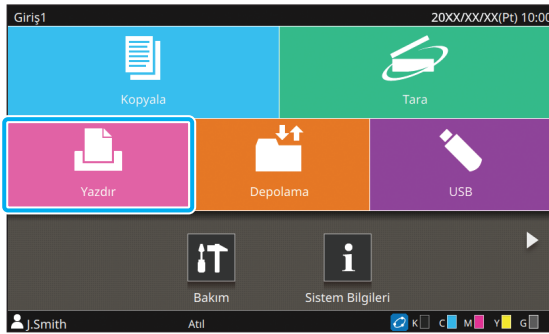 Giriş1 20XX/XX/XX(Pt) 10:00
Kopyala Tara
Yazdır Depolama USB
Bakım Sistem Bilgileri
J.Smith Atıl K C M Y G